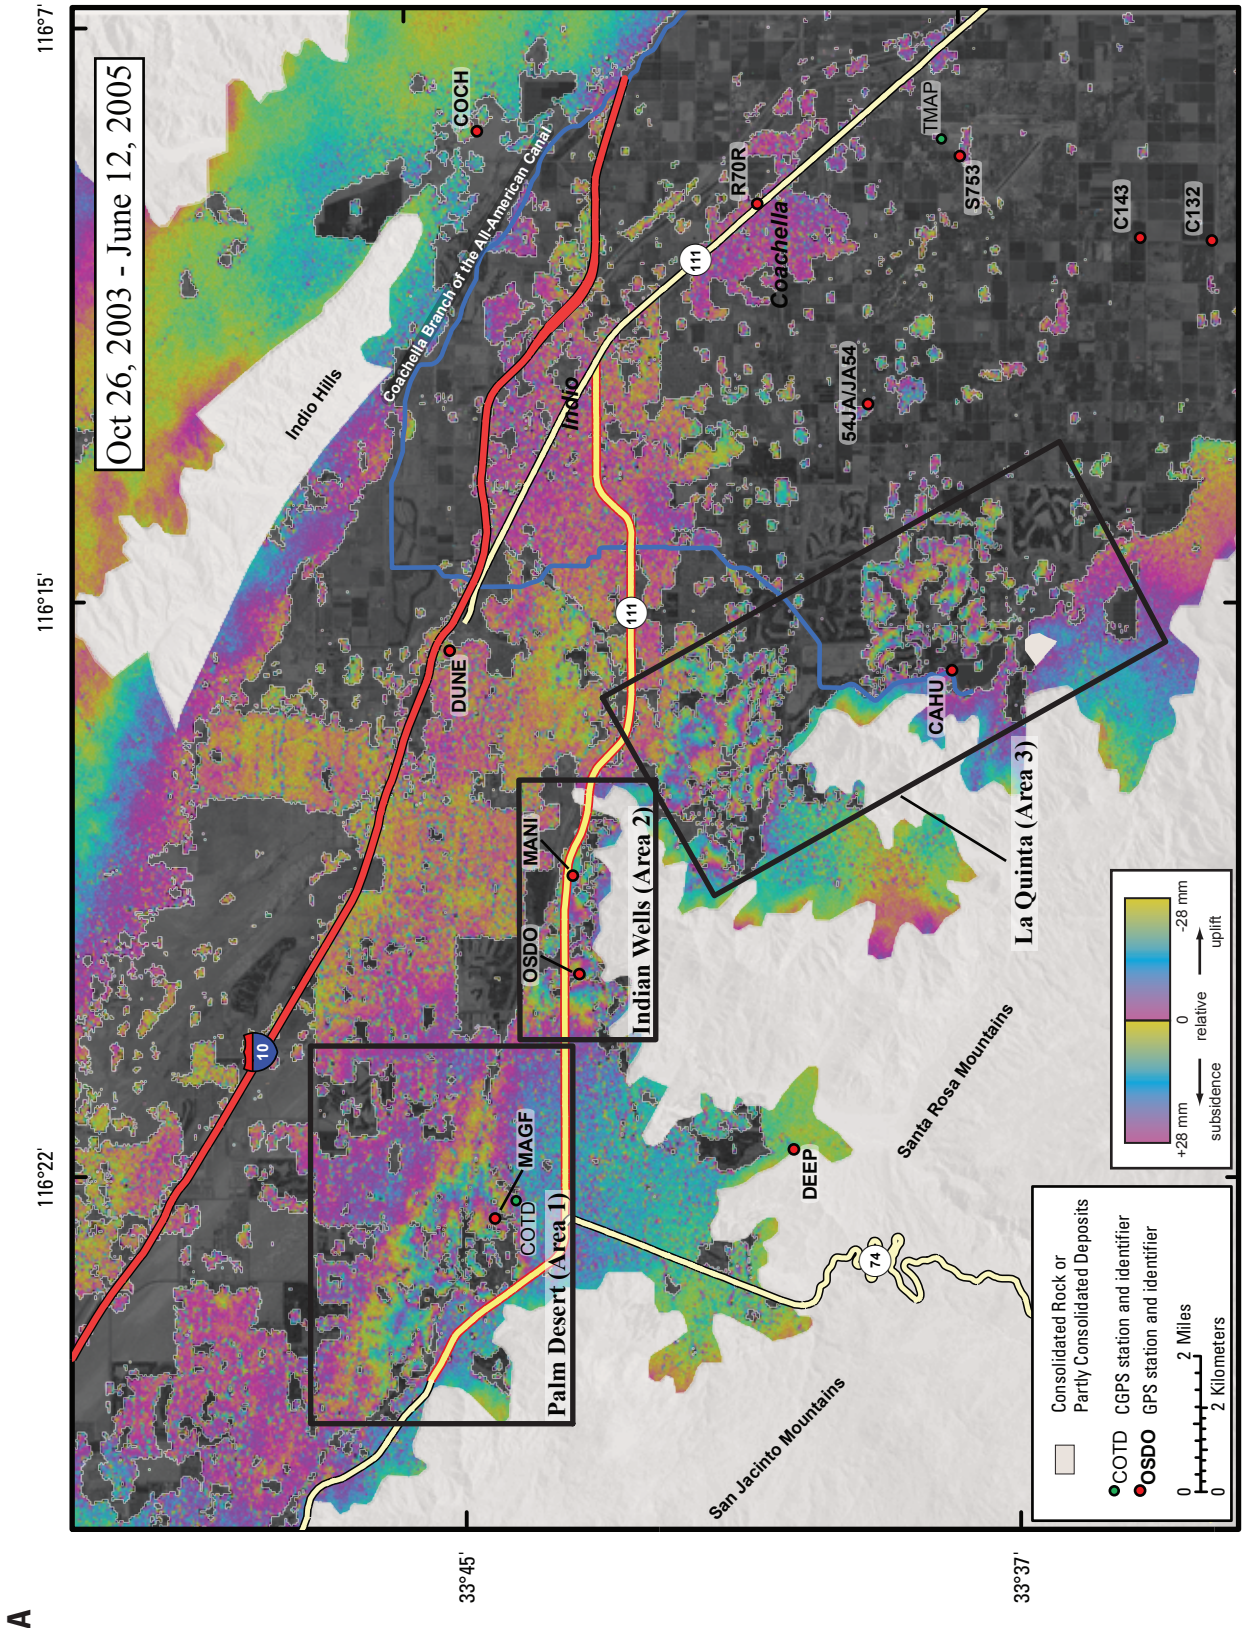 A
Oct 26, 2003 - June 12, 2005
116°22'
116°15'
116°7'
33°45'
33°37'
Indio Hills
COCH
Coachella Branch of the All-American Canal
10
DUNE
Indio
111
R70R
Coachella
TMAP
S753
C143
C132
54JA/JA54
111
MANI
OSDO
Indian Wells (Area 2)
MAGF
COTD
Palm Desert (Area 1)
CAHU
La Quinta (Area 3)
DEEP
74
Santa Rosa Mountains
San Jacinto Mountains
Consolidated Rock or
Partly Consolidated Deposits
COTD CGPS station and identifier
OSDO GPS station and identifier
0 2 Miles
0 2 Kilometers
+28 mm 0 -28 mm
subsidence relative uplift